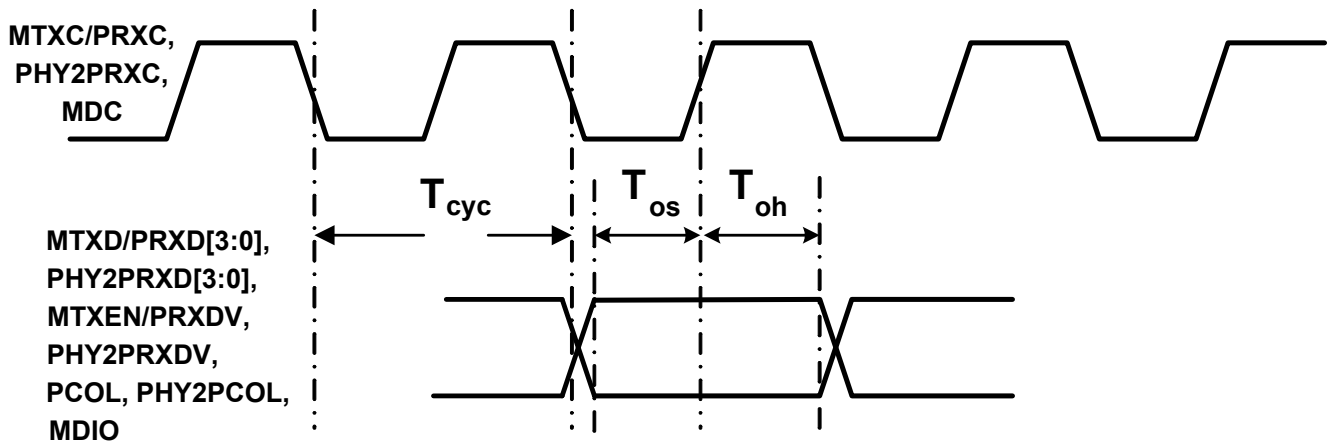 MTXC/PRXC,
PHY2PRXC,
MDC
Tcyc
Tos
Toh
MTXD/PRXD[3:0],
PHY2PRXD[3:0],
MTXEN/PRXDV,
PHY2PRXDV,
PCOL, PHY2PCOL,
MDIO